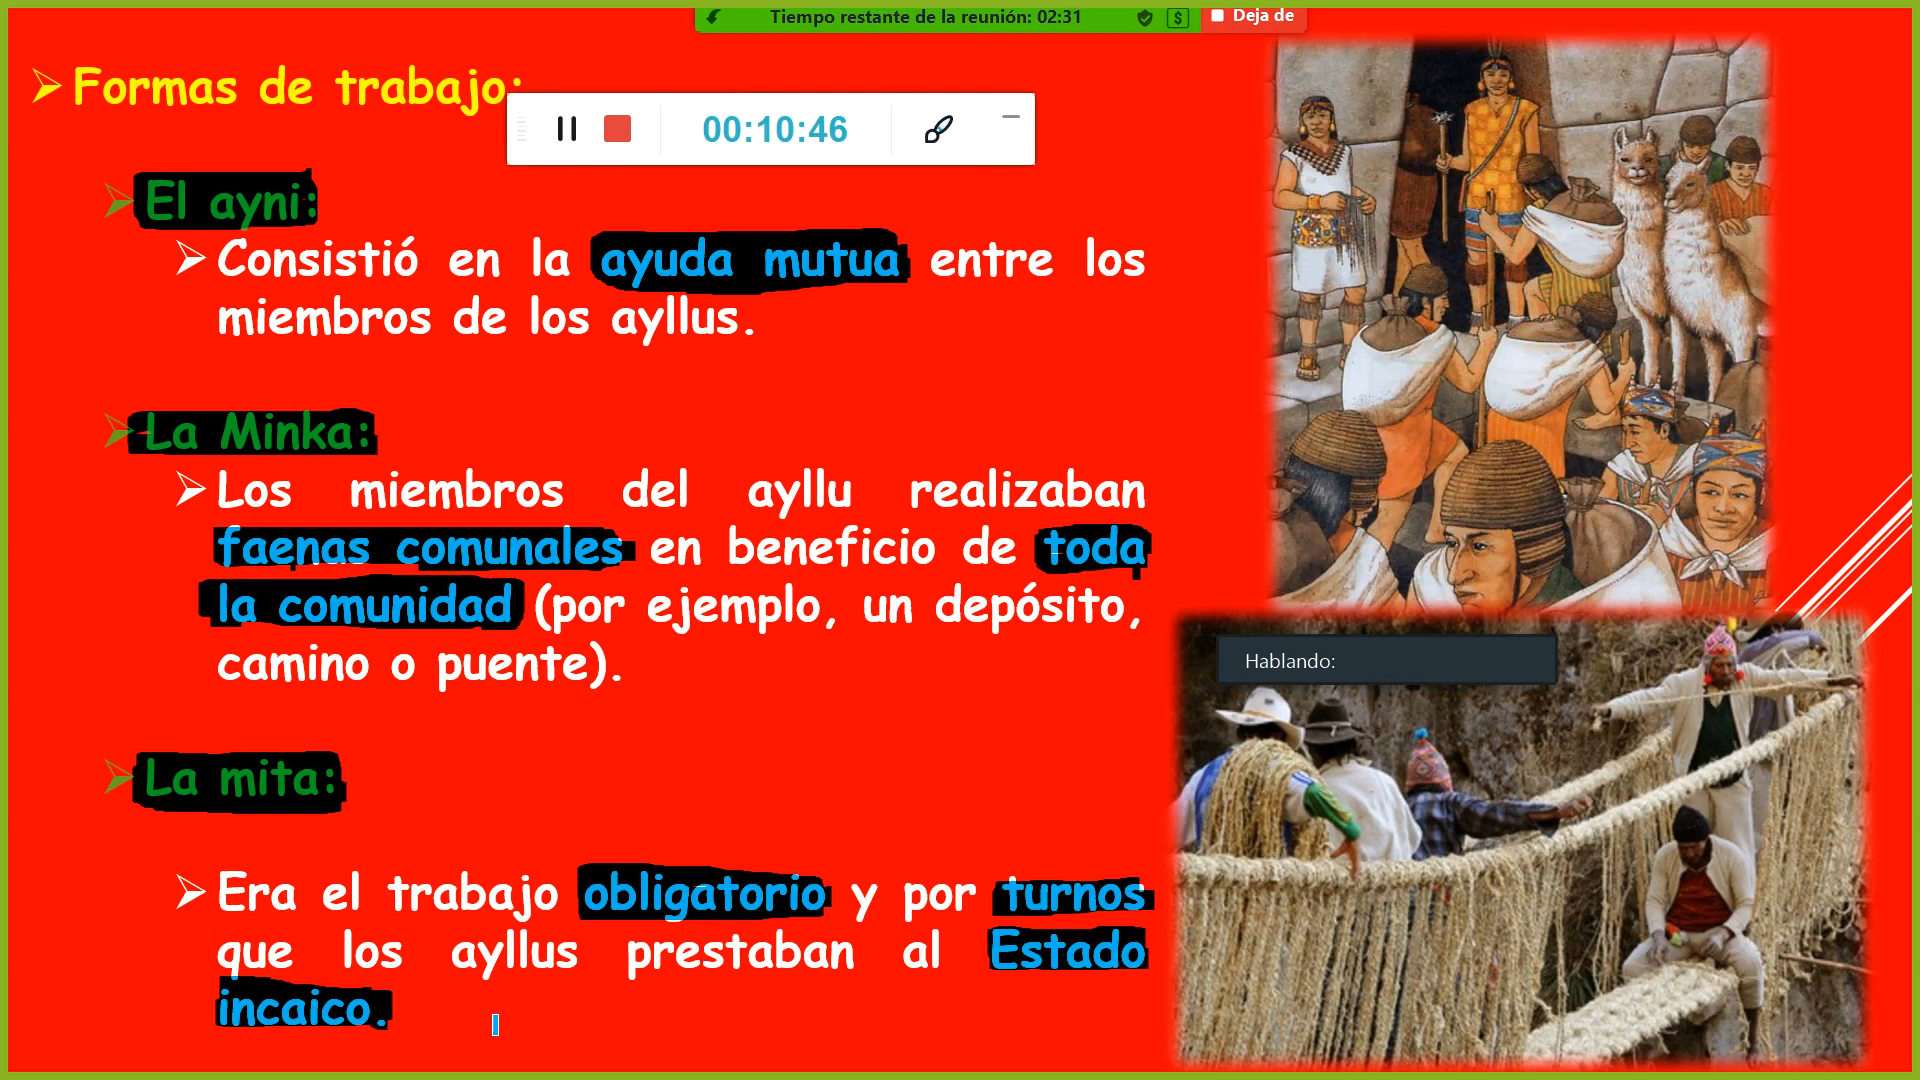 Tiempo restante de la reunión: 02:31
Deja de
Formas de trabajo:
00:10:46
El ayni:
Consistió en la ayuda mutua entre los
miembros de los ayllus.
La Minka:
Los miembros del ayllu realizaban
faenas comunales en beneficio de toda
la comunidad (por ejemplo, un depósito,
camino o puente).
La mita:
Era el trabajo obligatorio y por turnos
que los ayllus prestaban al Estado
incaico.
Hablando: